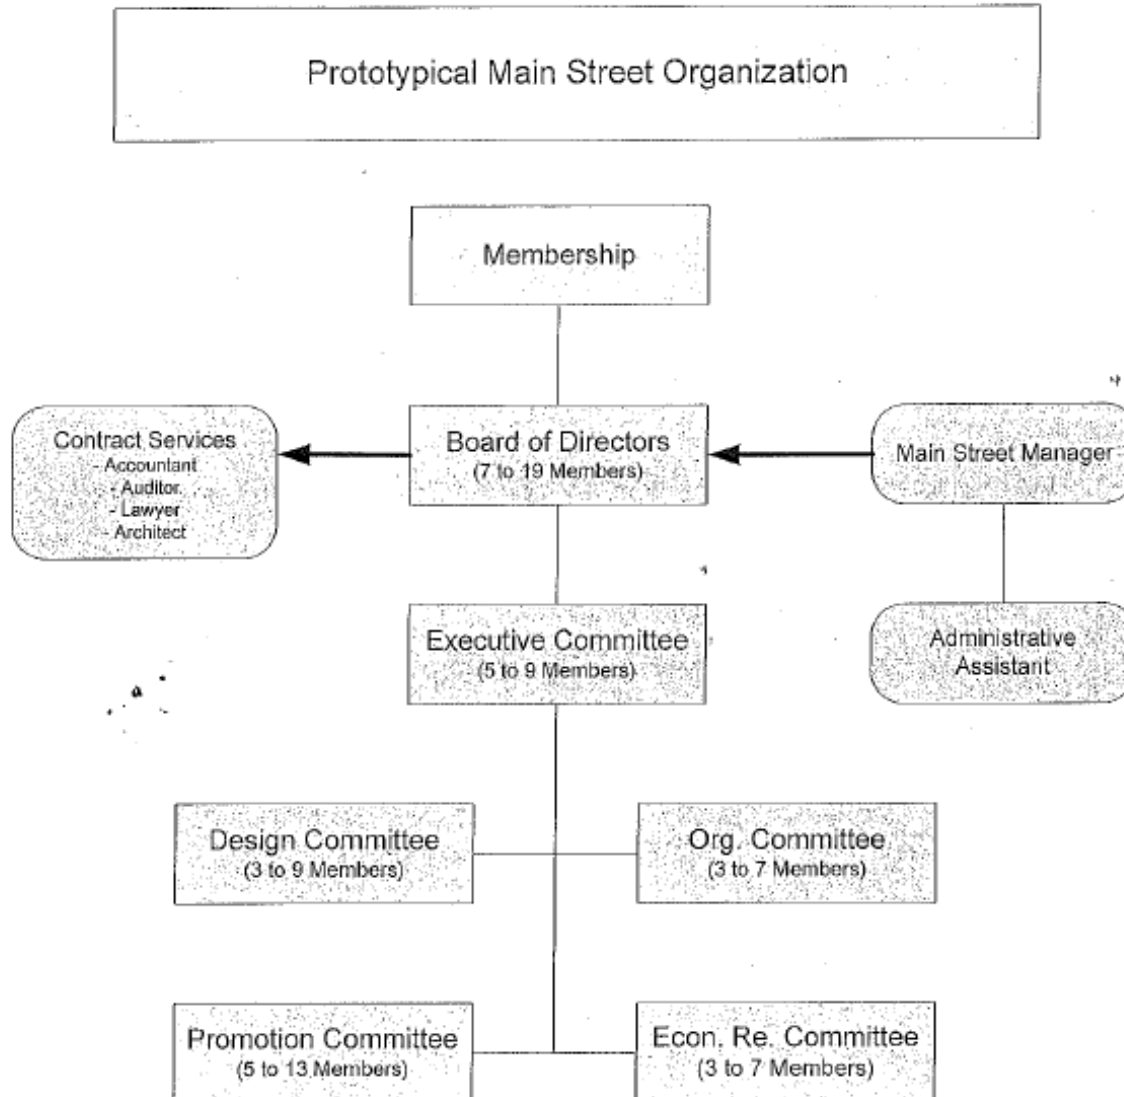 Prototypical Main Street Organization
Membership
Contract Services
- Accountant
- Auditor
- Lawyer
- Architect
Board of Directors
(7 to 19 Members)
Main Street Manager
Executive Committee
(5 to 9 Members)
Administrative
Assistant
Design Committee
(3 to 9 Members)
Org. Committee
(3 to 7 Members)
Promotion Committee
(5 to 13 Members)
Econ. Re. Committee
(3 to 7 Members)